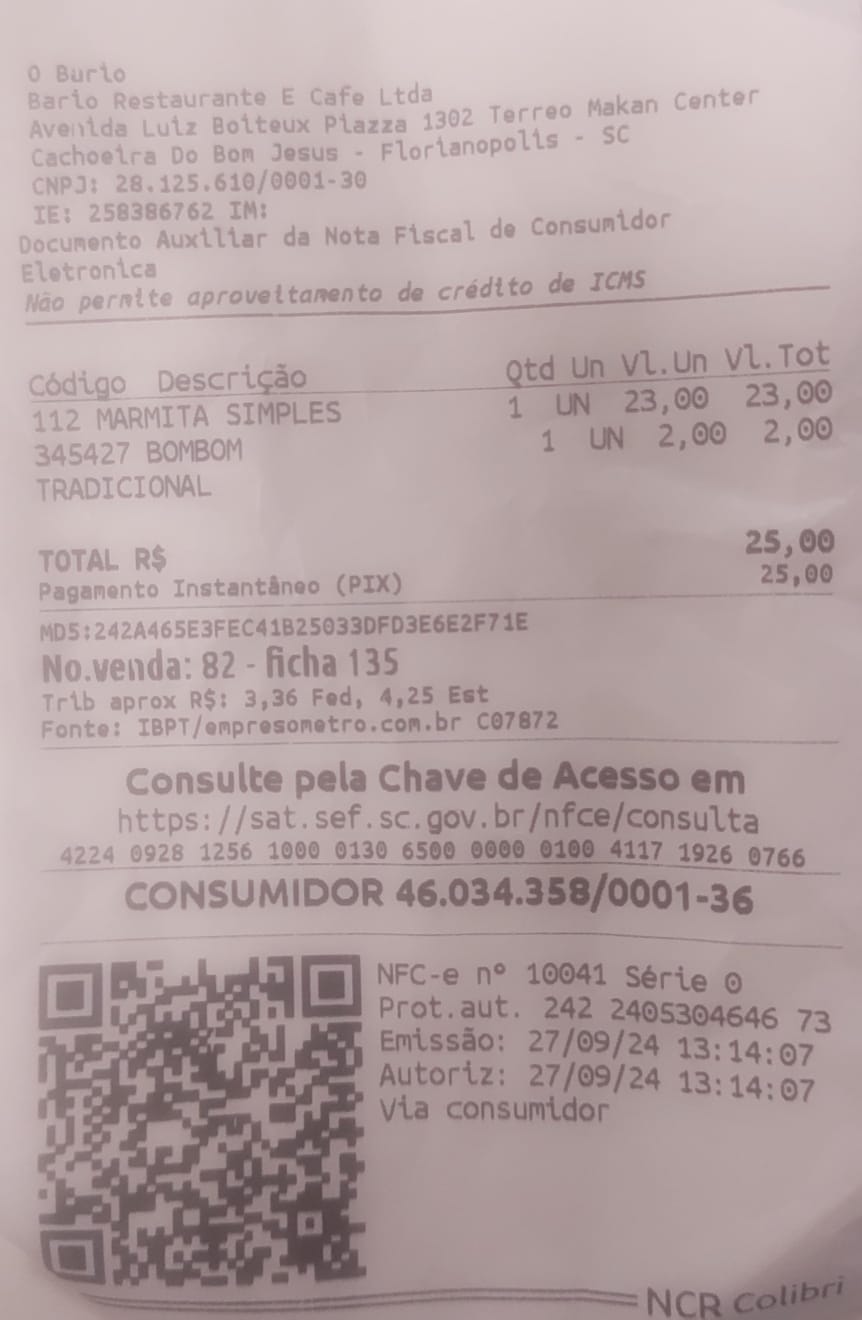 O Burio
Bario Restaurante E Cafe Ltda
Avenida Luiz Boiteux Piazza 1302 Terreo Makan Center
Cachoeira Do Bom Jesus - Florianopolis - SC
CNPJ: 28.125.610/0001-30
IE: 258386762 IM:
Documento Auxiliar da Nota Fiscal de Consumidor
Eletronica
Não permite aproveitamento de crédito de ICMS
Código Descrição Qtd Un Vl.Un Vl.Tot
112 MARMITA SIMPLES 1 UN 23,00 23,00
345427 BOMBOM 1 UN 2,00 2,00
TRADICIONAL
TOTAL R$ 25,00
Pagamento Instantâneo (PIX) 25,00
MD5:242A465E3FEC41B25033DFD3E6E2F71E
No.venda: 82 - ficha 135
Trib aprox R$: 3,36 Fed, 4,25 Est
Fonte: IBPT/empresometro.com.br C07872
Consulte pela Chave de Acesso em
https://sat.sef.sc.gov.br/nfce/consulta
4224 0928 1256 1000 0130 6500 0000 0100 4117 1926 0766
CONSUMIDOR 46.034.358/0001-36
NFC-e nº 10041 Série 0
Prot.aut. 242 2405304646 73
Emissão: 27/09/24 13:14:07
Autoriz: 27/09/24 13:14:07
Via consumidor
NCR Colibri